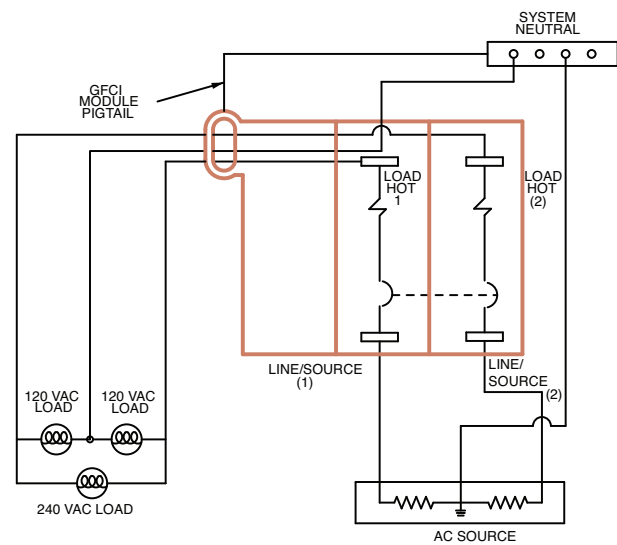 SYSTEM
NEUTRAL
GFCI
MODULE
PIGTAIL
LOAD
HOT
1
LOAD
HOT
(2)
LINE/SOURCE
(1)
LINE/
SOURCE
(2)
120 VAC
LOAD
120 VAC
LOAD
240 VAC LOAD
AC SOURCE